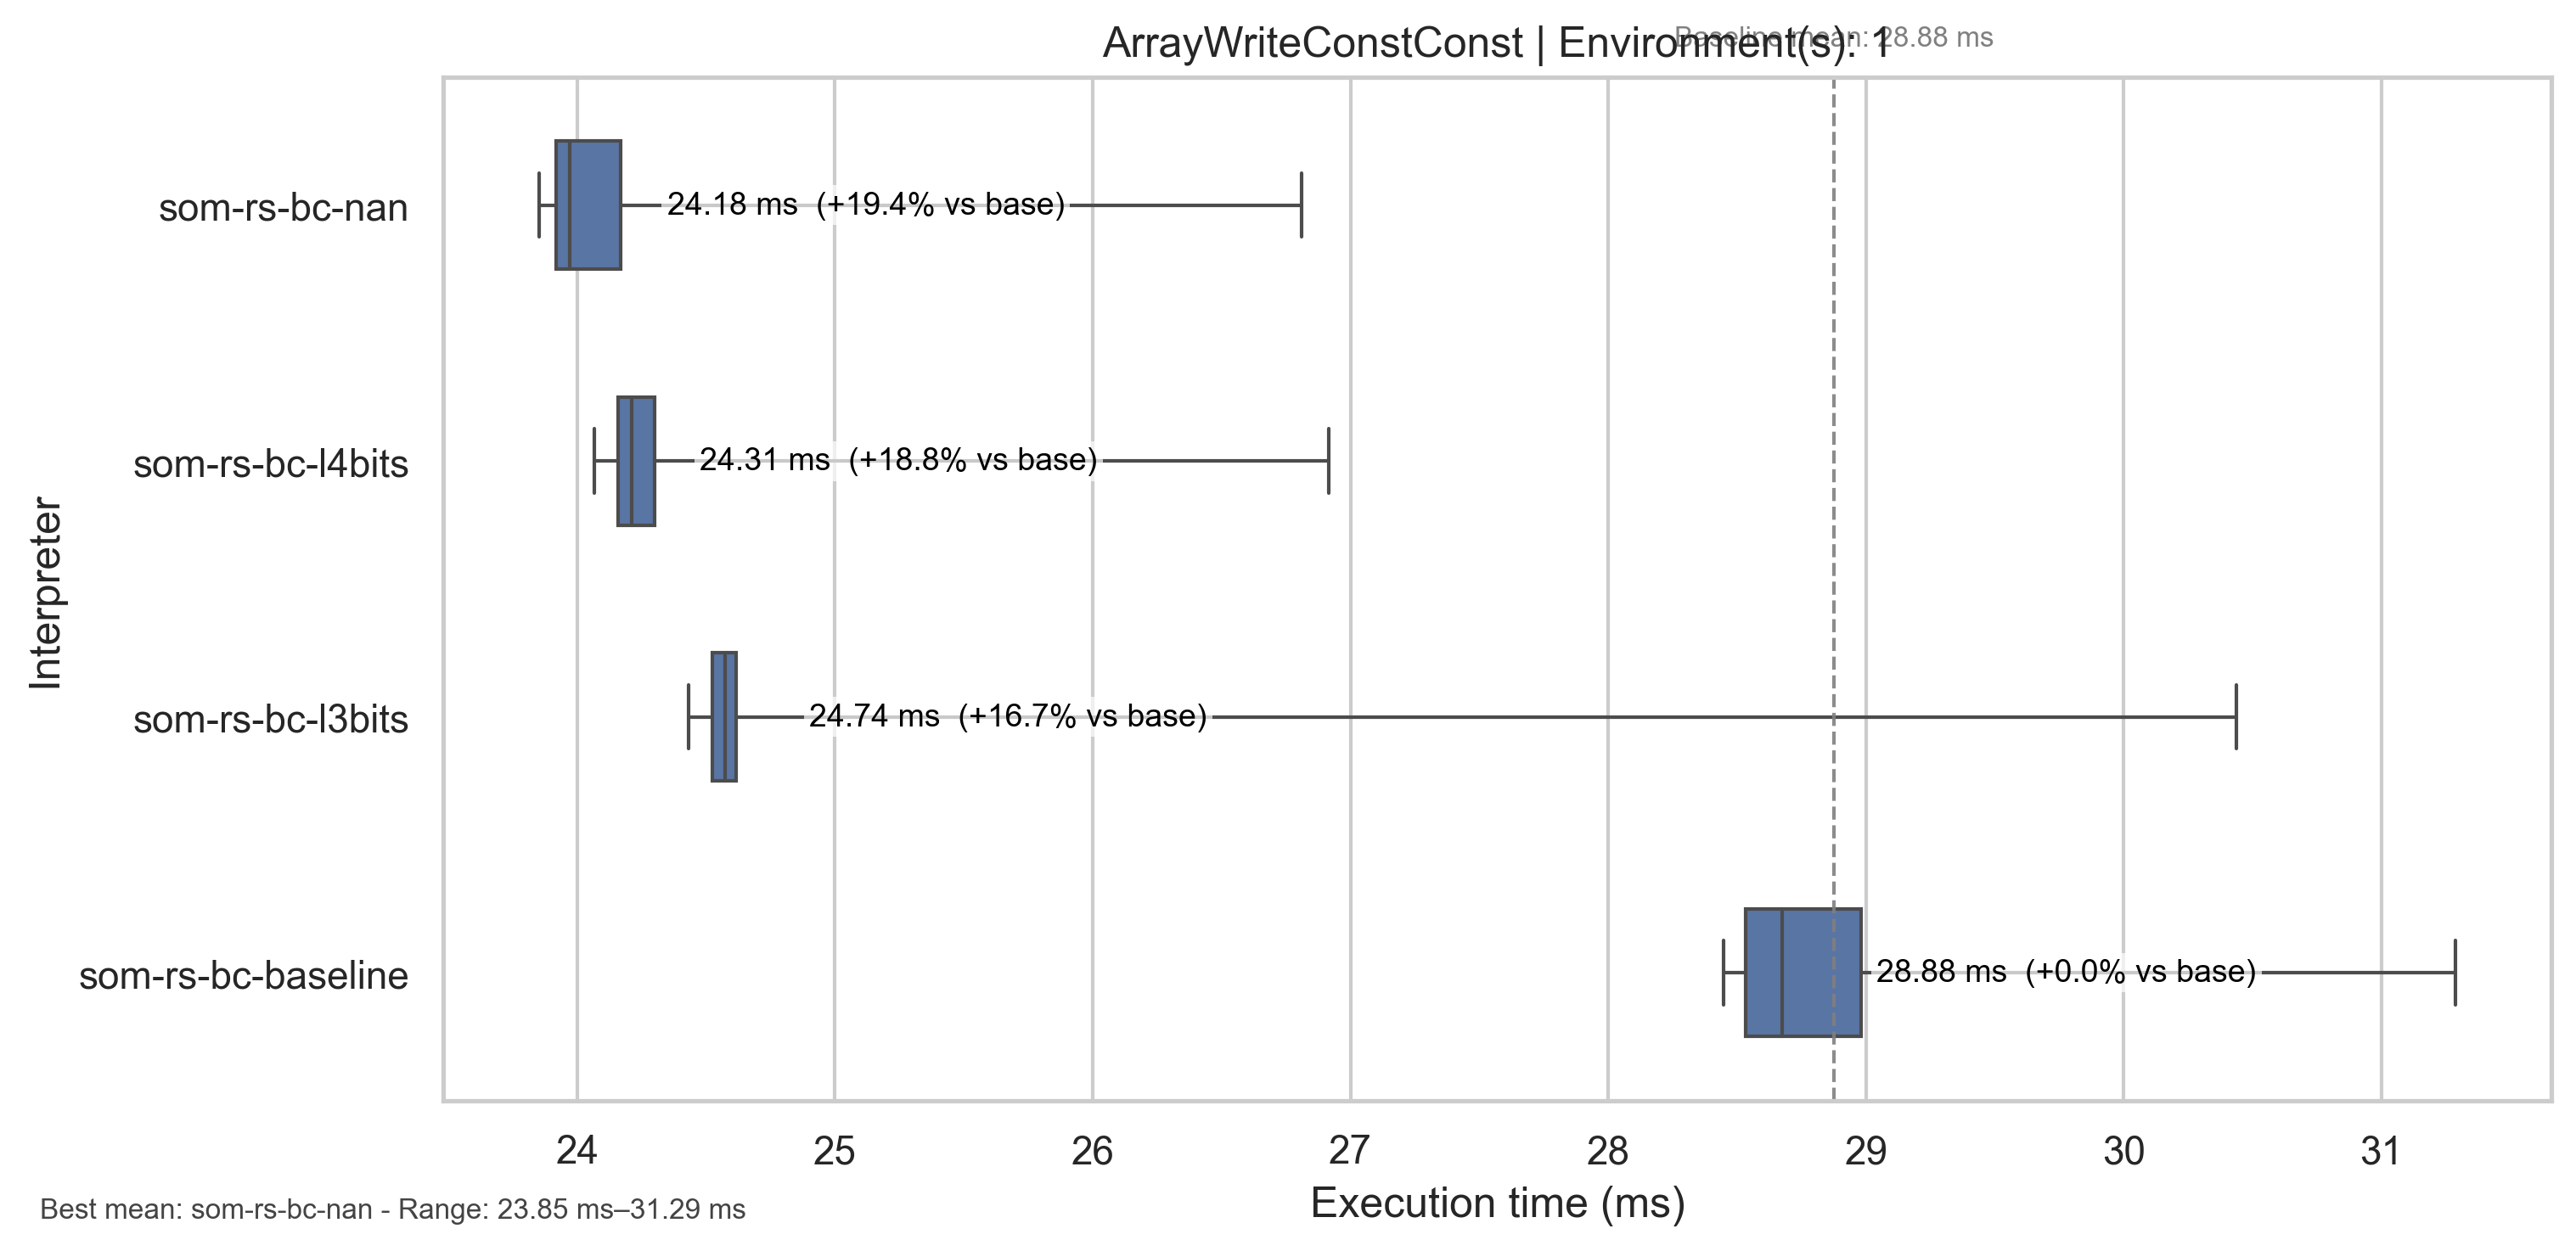 ArrayWriteConstConst | Environment(s): 1
Baseline mean: 28.88 ms
Interpreter
som-rs-bc-nan
24.18 ms (+19.4% vs base)
som-rs-bc-l4bits
24.31 ms (+18.8% vs base)
som-rs-bc-l3bits
24.74 ms (+16.7% vs base)
som-rs-bc-baseline
28.88 ms (+0.0% vs base)
24 25 26 27 28 29 30 31
Execution time (ms)
Best mean: som-rs-bc-nan - Range: 23.85 ms–31.29 ms